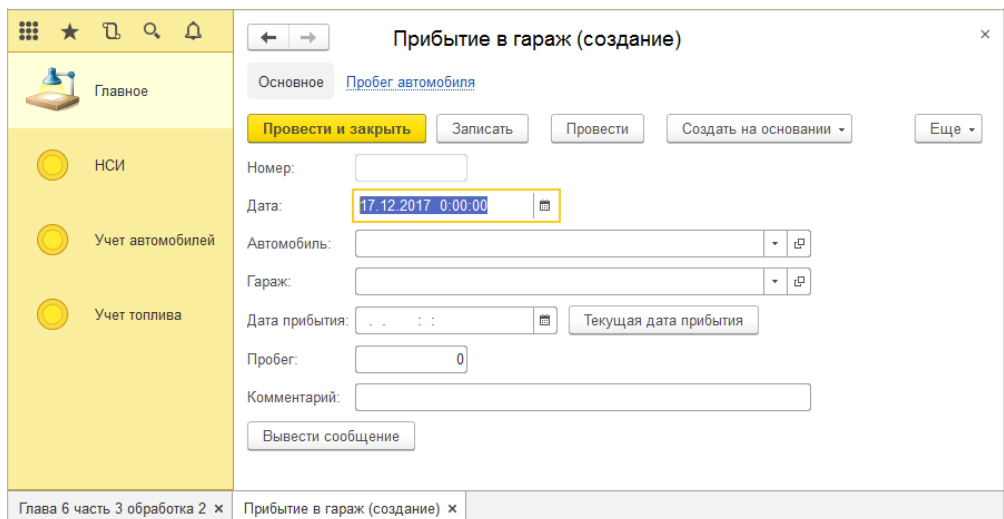 Главное
НСИ
Учет автомобилей
Учет топлива
Прибытие в гараж (создание)
Основное Пробег автомобиля
Провести и закрыть Записать Провести Создать на основании Еще
Номер:
Дата: 17.12.2017 0:00:00
Автомобиль:
Гараж:
Дата прибытия: . . : : Текущая дата прибытия
Пробег: 0
Комментарий:
Вывести сообщение
Глава 6 часть 3 обработка 2 × Прибытие в гараж (создание) ×